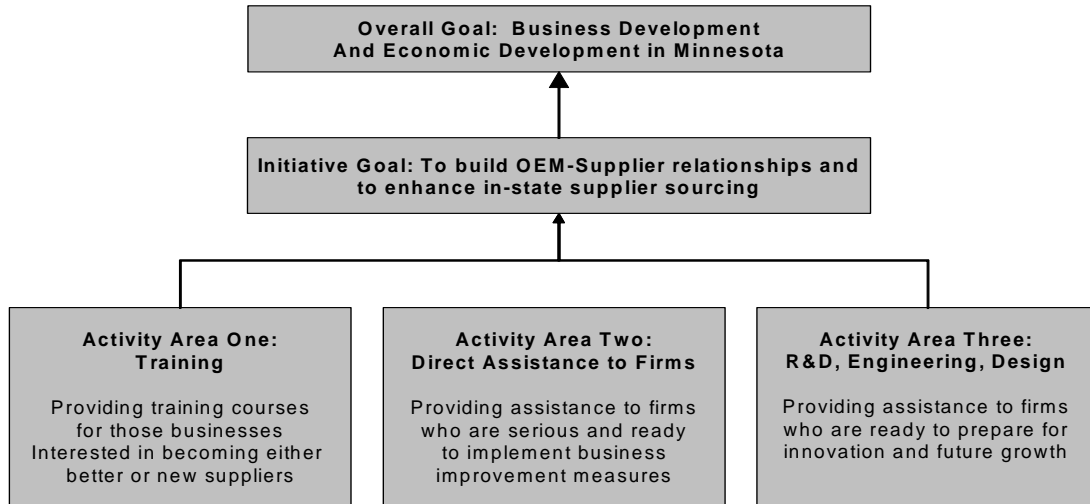 Overall Goal: Business Development
And Economic Development in Minnesota
Initiative Goal: To build OEM-Supplier relationships and
to enhance in-state supplier sourcing
Activity Area One:
Training
Providing training courses
for those businesses
Interested in becoming either
better or new suppliers
Activity Area Two:
Direct Assistance to Firms
Providing assistance to firms
who are serious and ready
to implement business
improvement measures
Activity Area Three:
R&D, Engineering, Design
Providing assistance to firms
who are ready to prepare for
innovation and future growth